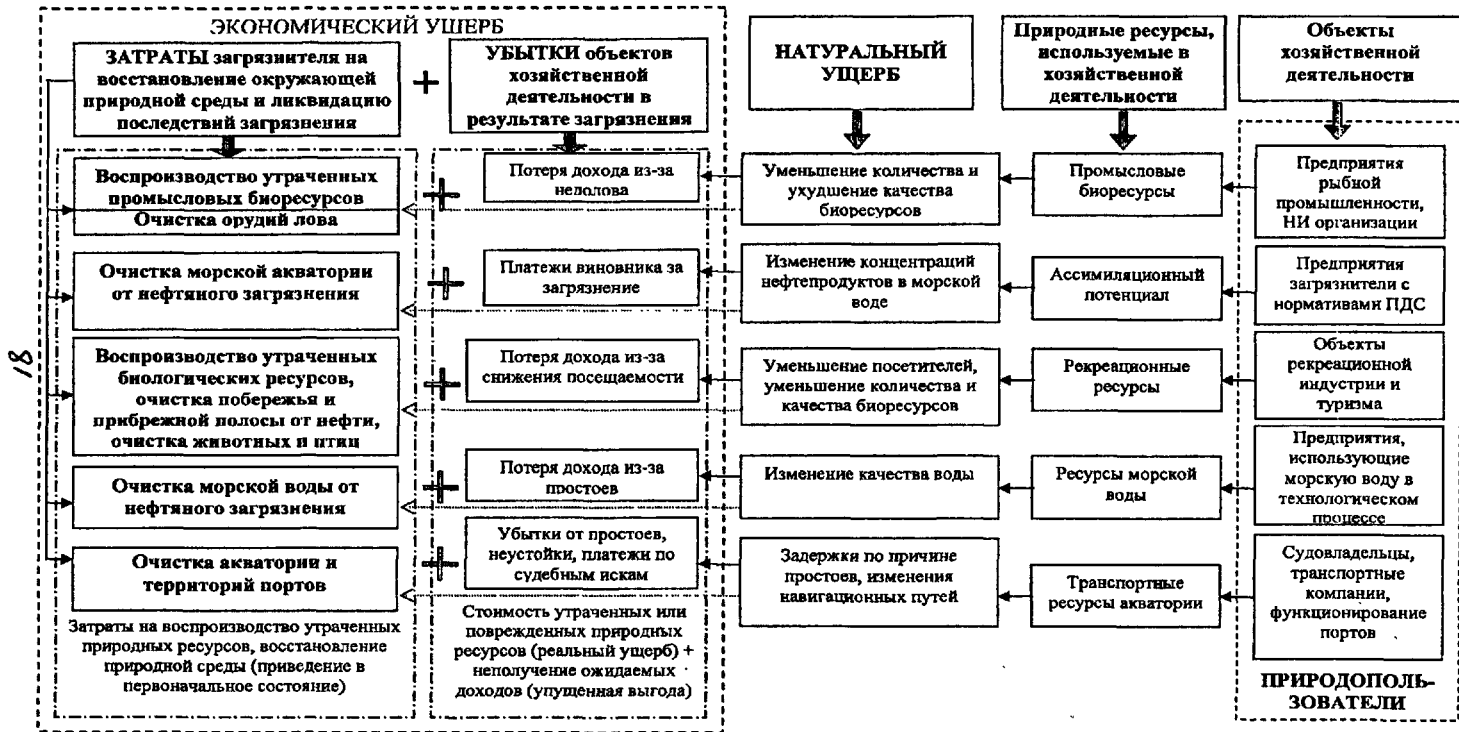 ЭКОНОМИЧЕСКИЙ УЩЕРБ
ЗАТРАТЫ загрязнителя на
восстановление окружающей
природной среды и ликвидацию
последствий загрязнения
+
УБЫТКИ объектов
хозяйственной
деятельности в
результате загрязнения
НАТУРАЛЬНЫЙ
УЩЕРБ
Природные ресурсы,
используемые в
хозяйственной
деятельности
Объекты
хозяйственной
деятельности
Воспроизводство утраченных
промысловых биоресурсов
Очистка орудий лова
+
Потеря дохода из-за
недолова
Уменьшение количества и
ухудшение качества
биоресурсов
Промысловые
биоресурсы
Предприятия
рыбной
промышленности,
НИ организации
Очистка морской акватории
от нефтяного загрязнения
+
Платежи виновника за
загрязнение
Изменение концентраций
нефтепродуктов в морской
воде
Ассимиляционный
потенциал
Предприятия
загрязнители с
нормативами ПДС
Воспроизводство утраченных
биологических ресурсов,
очистка побережья и
прибрежной полосы от нефти,
очистка животных и птиц
+
Потеря дохода из-за
снижения посещаемости
Уменьшение посетителей,
уменьшение количества и
качества биоресурсов
Рекреационные
ресурсы
Объекты
рекреационной
индустрии и
туризма
Очистка морской воды от
нефтяного загрязнения
+
Потеря дохода из-за
простоев
Изменение качества воды
Ресурсы морской
воды
Предприятия,
использующие
морскую воду в
технологическом
процессе
Очистка акватории и
территорий портов
+
Убытки от простоев,
неустойки, платежи по
судебным искам
Задержки по причине
простоев, изменения
навигационных путей
Транспортные
ресурсы акватории
Судовладельцы,
транспортные
компании,
функционирование
портов
Затраты на воспроизводство утраченных
природных ресурсов, восстановление
природной среды (приведение в
первоначальное состояние)
Стоимость утраченных или
поврежденных природных
ресурсов (реальный ущерб) +
неполучение ожидаемых
доходов (упущенная выгода)
ПРИРОДОПОЛЬ-
ЗОВАТЕЛИ
18